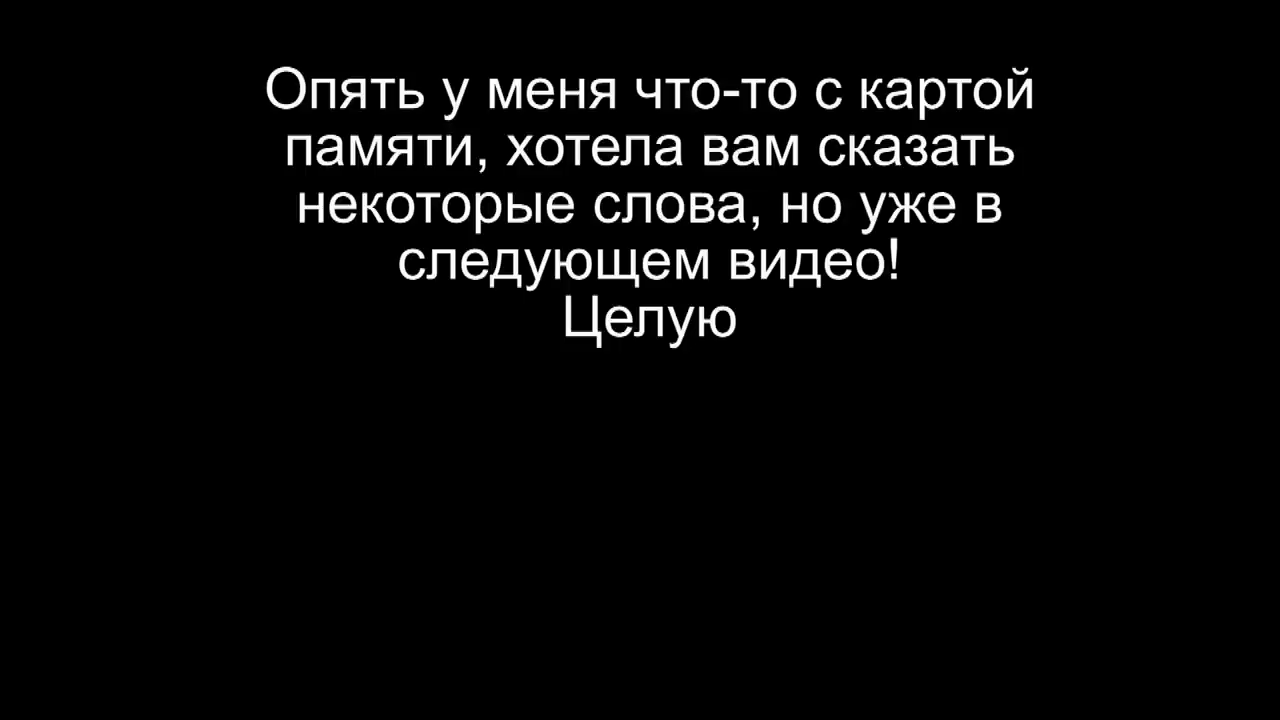 Опять у меня что-то с картой
памяти, хотела вам сказать
некоторые слова, но уже в
следующем видео!
Целую